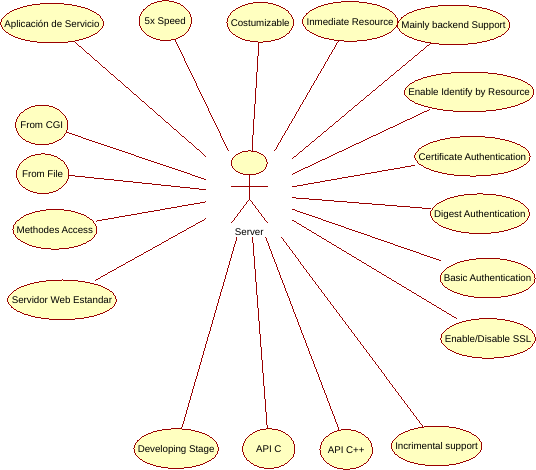 Aplicación de Servicio
5x Speed
Costumizable
Inmediate Resource
Mainly backend Support
Enable Identify by Resource
From CGI
Certificate Authentication
From File
Digest Authentication
Methodes Access
Server
Basic Authentication
Servidor Web Estandar
Enable/Disable SSL
Developing Stage
API C
API C++
Incrimental support